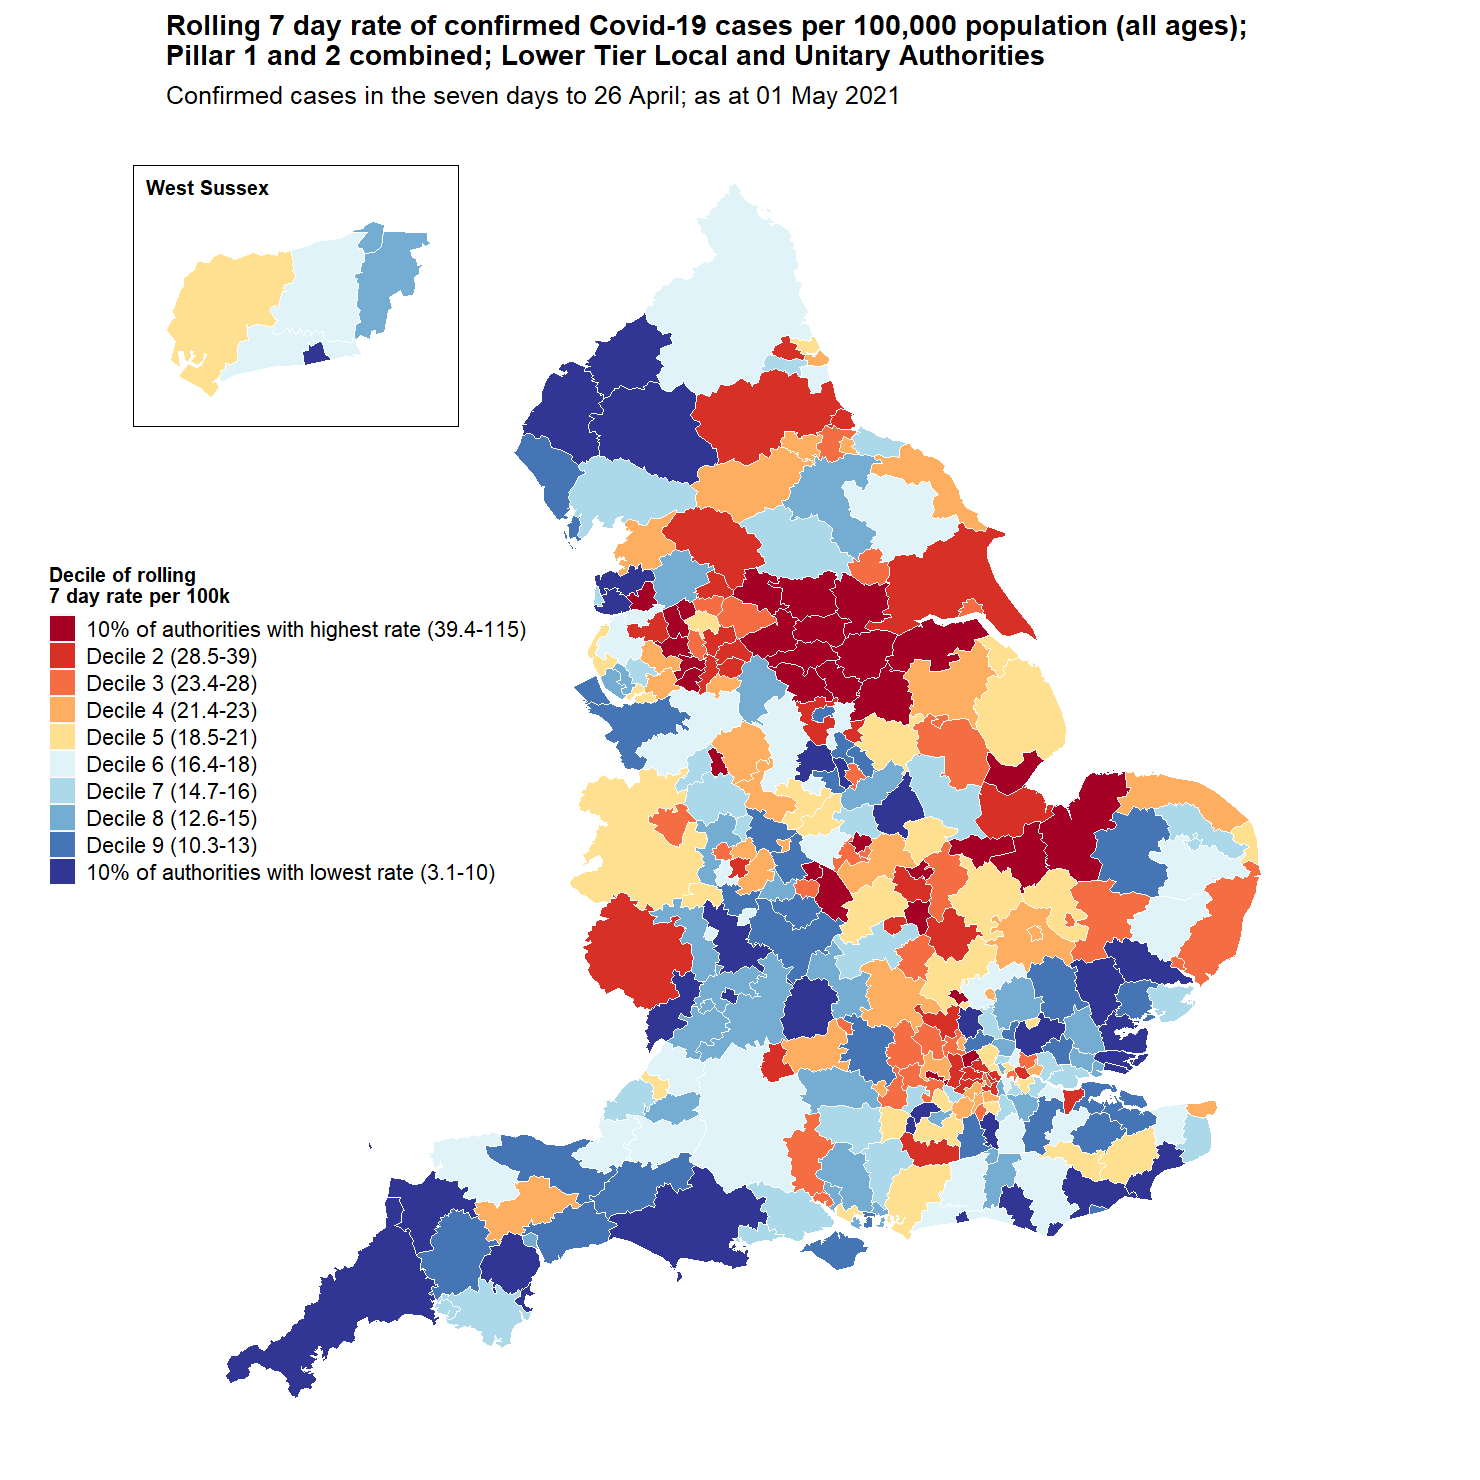 Rolling 7 day rate of confirmed Covid-19 cases per 100,000 population (all ages);
Pillar 1 and 2 combined; Lower Tier Local and Unitary Authorities
Confirmed cases in the seven days to 26 April; as at 01 May 2021
West Sussex
Decile of rolling
7 day rate per 100k
10% of authorities with highest rate (39.4-115)
Decile 2 (28.5-39)
Decile 3 (23.4-28)
Decile 4 (21.4-23)
Decile 5 (18.5-21)
Decile 6 (16.4-18)
Decile 7 (14.7-16)
Decile 8 (12.6-15)
Decile 9 (10.3-13)
10% of authorities with lowest rate (3.1-10)